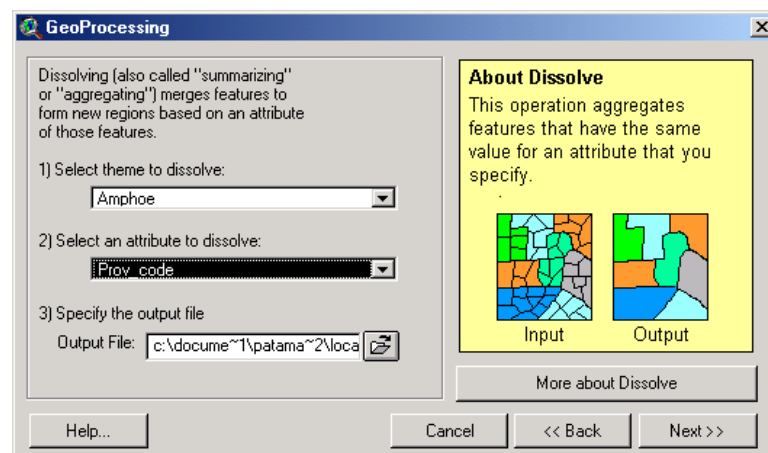 GeoProcessing
Dissolving (also called "summarizing"
or "aggregating") merges features to
form new regions based on an attribute
of those features.
1) Select theme to dissolve:
Amphoe
2) Select an attribute to dissolve:
Prov_code
3) Specify the output file
Output File: c:\docume~1\patama~2\loca
About Dissolve
This operation aggregates
features that have the same
value for an attribute that you
specify.
Input Output
More about Dissolve
Help... Cancel << Back Next >>